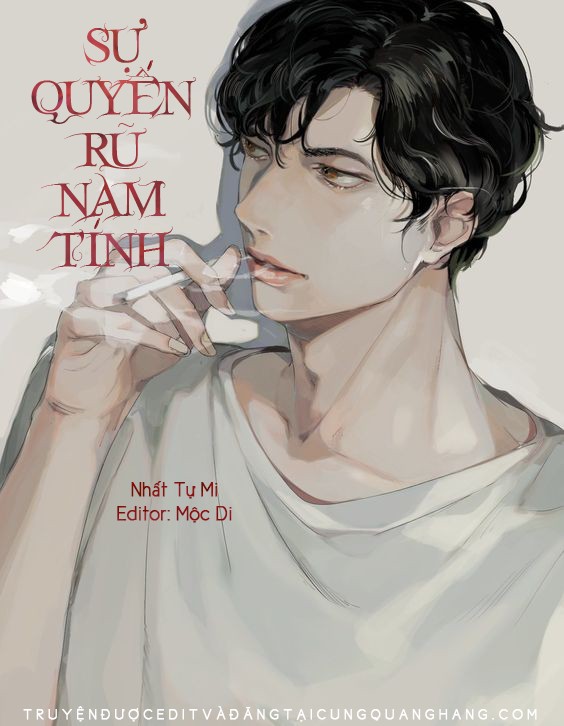 SỰ
QUYẾN
RŨ
NAM
TÍNH
Nhất Tự Mi
Editor: Mộc Di
TRUYỆNĐƯỢCEDITVÀĐĂNGTẠICUNGQUANGHANG.COM